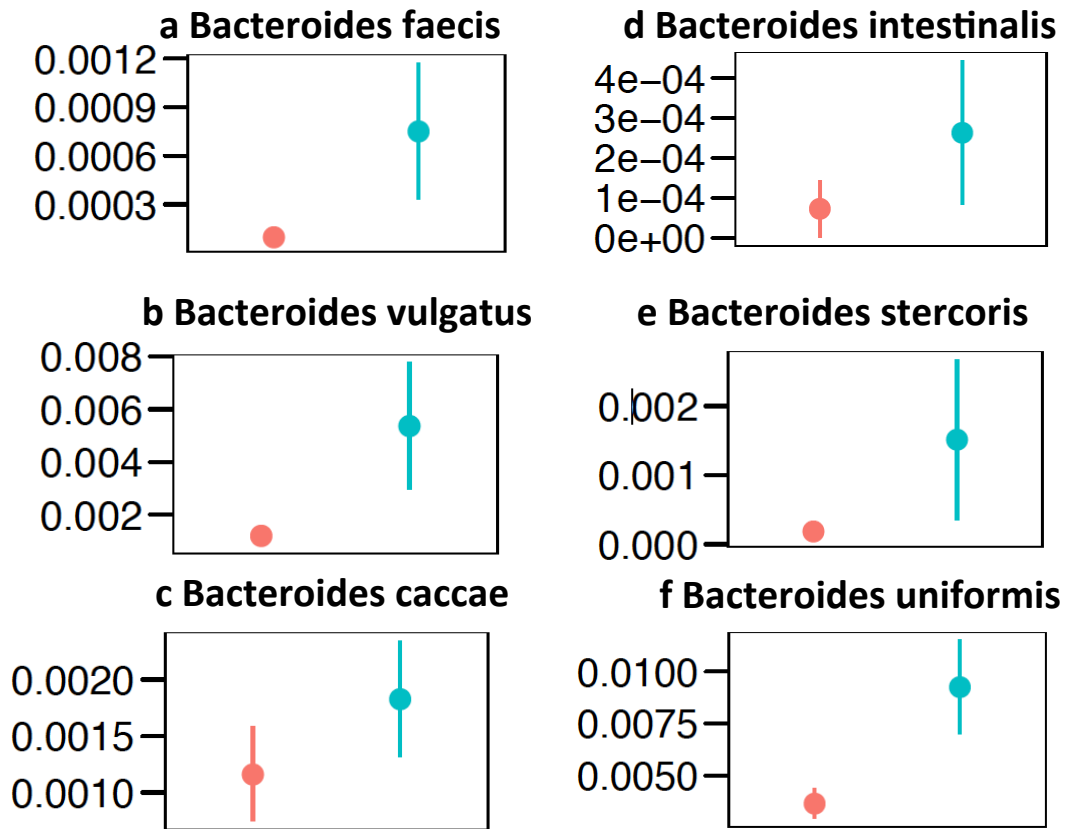 a Bacteroides faecis
0.0012
0.0009
0.0006
0.0003
d Bacteroides intestinalis
4e−04
3e−04
2e−04
1e−04
0e+00
b Bacteroides vulgatus
0.008
0.006
0.004
0.002
e Bacteroides stercoris
0.002
0.001
0.000
c Bacteroides caccae
0.0020
0.0015
0.0010
f Bacteroides uniformis
0.0100
0.0075
0.0050